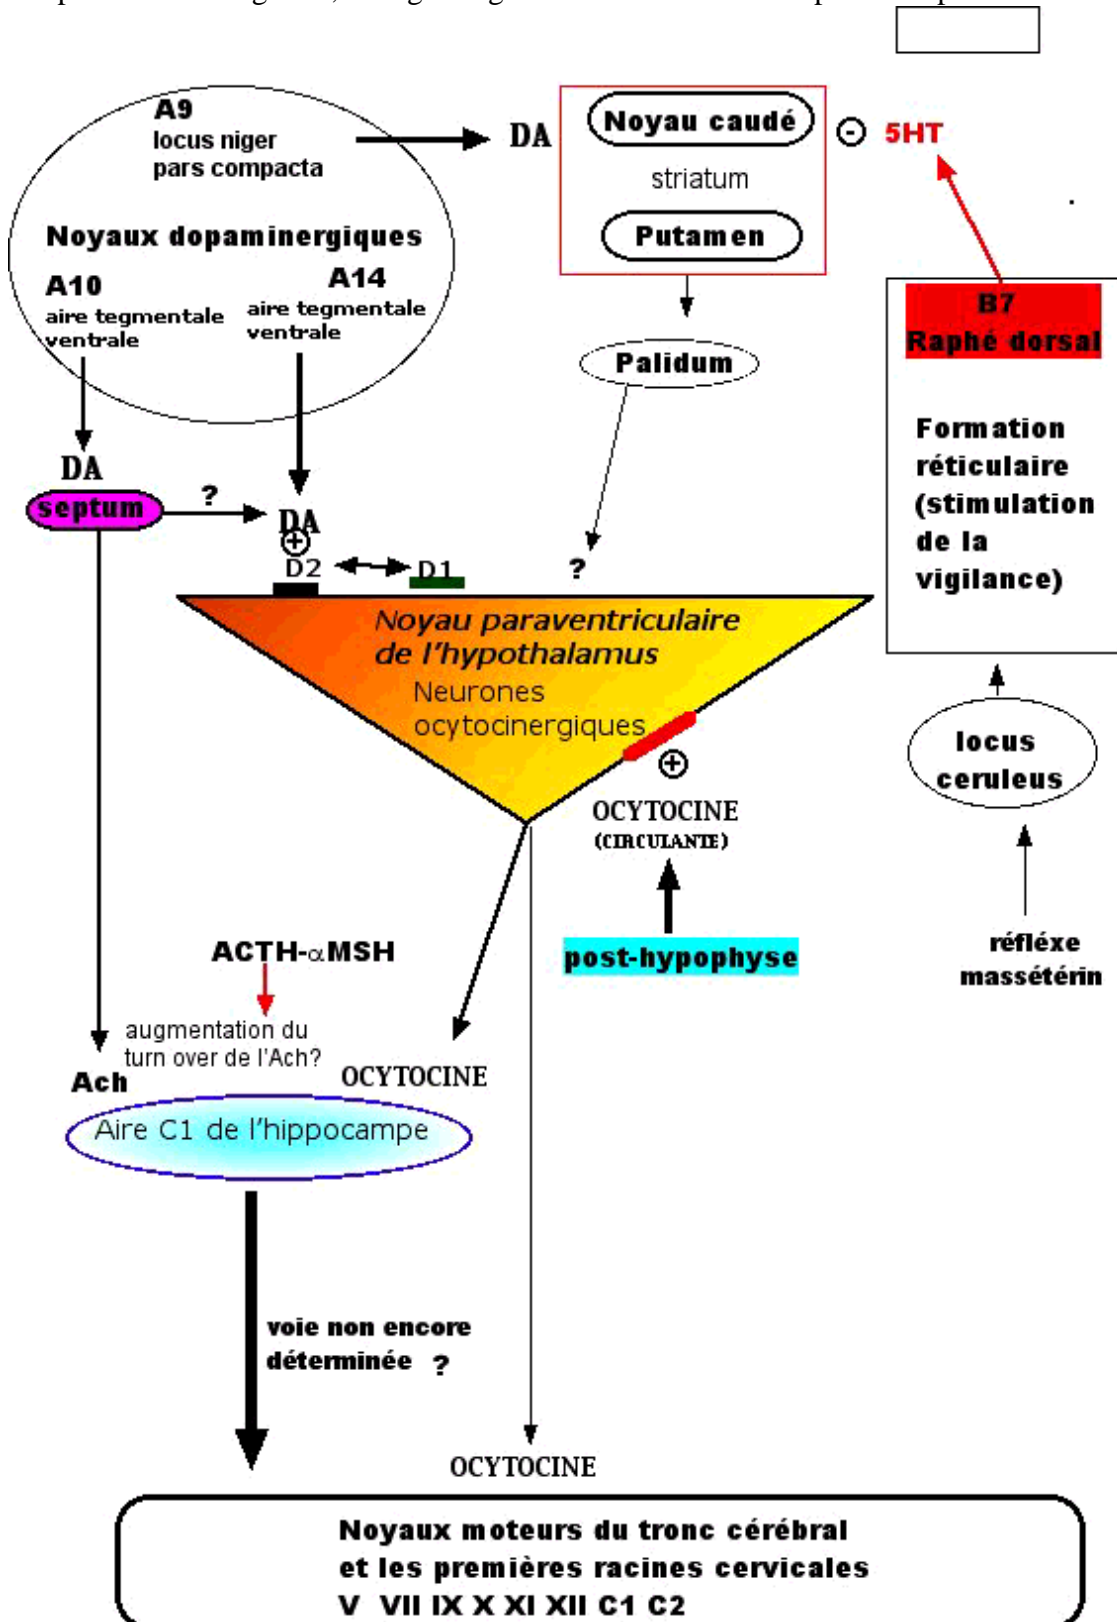 A9
locus niger
pars compacta
DA
Noyau caudé
-
5HT
striatum
Noyaux dopaminergiques
Putamen
A10
aire tegmentale
ventrale
A14
aire tegmentale
ventrale
B7
Raphé dorsal
Palidum
Formation
réticulaire
(stimulation
de la
vigilance)
DA
septum
?
DA
+
D2
D1
?
Noyau paraventriculaire
de l'hypothalamus
Neurones
ocytocinergiques
+
OCYTOCINE
(CIRCULANTE)
locus
ceruleus
post-hypophyse
réfléxe
massétérin
ACTH-αMSH
augmentation du
turn over de l'Ach?
Ach
OCYTOCINE
Aire C1 de l'hippocampe
voie non encore
déterminée ?
OCYTOCINE
Noyaux moteurs du tronc cérébral
et les premières racines cervicales
V VII IX X XI XII C1 C2